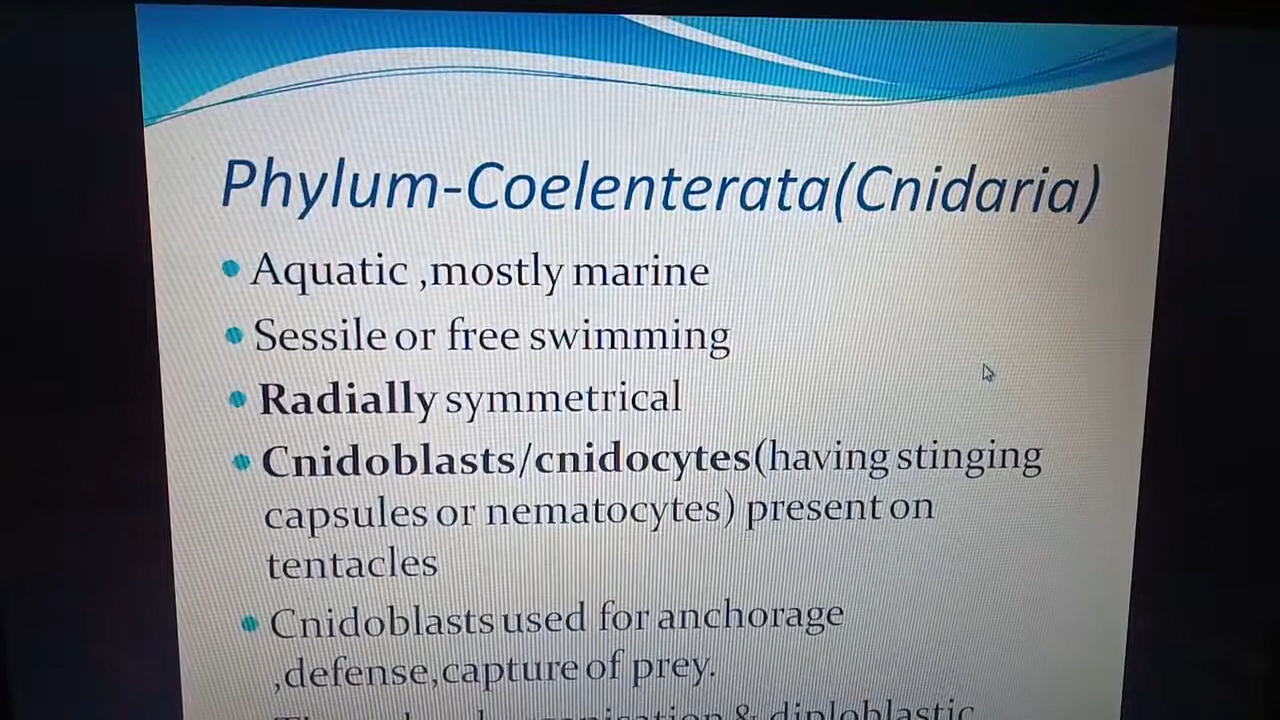 Phylum-Coelenterata(Cnidaria)
Aquatic ,mostly marine
Sessile or free swimming
Radially symmetrical
Cnidoblasts/cnidocytes(having stinging
capsules or nematocytes) present on
tentacles
Cnidoblasts used for anchorage
,defense,capture of prey.
& diploblastic